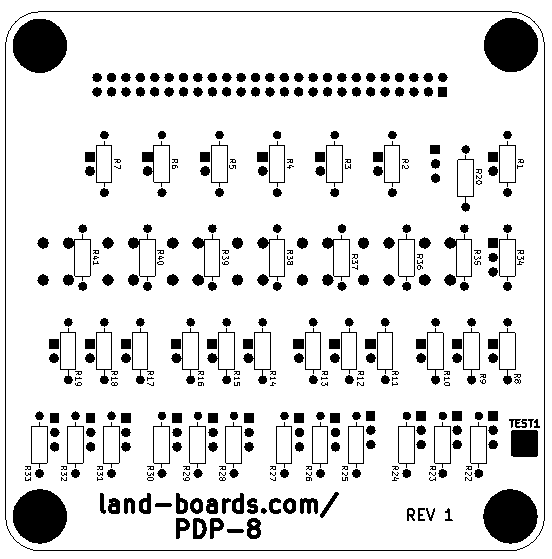 R7 R6 R5 R4 R3 R2 R20 R1
R41 R40 R39 R38 R37 R36 R35 R34
R19 R18 R17 R16 R15 R14 R13 R12 R11 R10 R9 R8
TEST1
R33 R32 R31 R30 R29 R28 R27 R26 R25 R24 R23 R22
land-boards.com/
PDP-8
REV 1